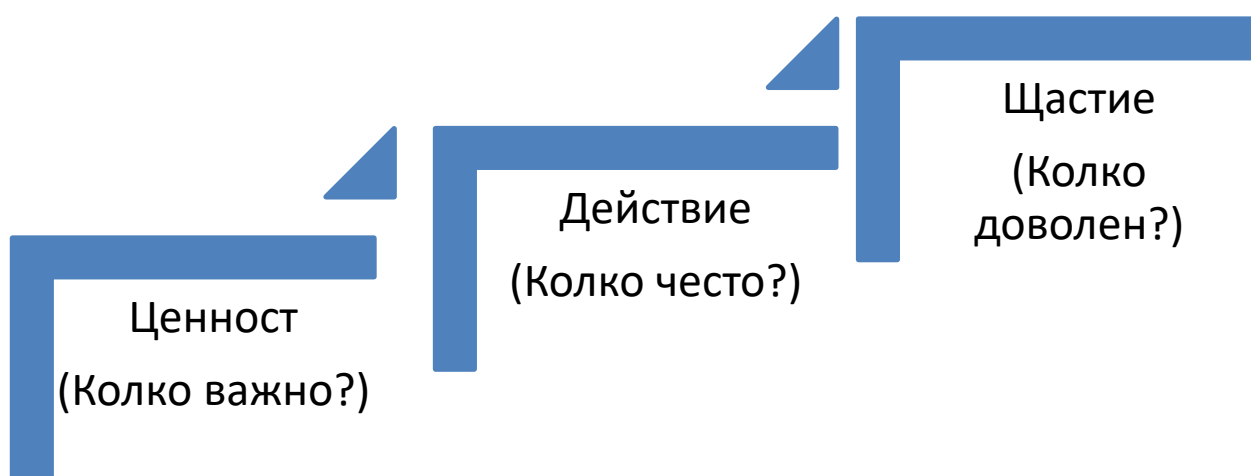 Ценност
(Колко важно?)
Действие
(Колко често?)
Щастие
(Колко
доволен?)